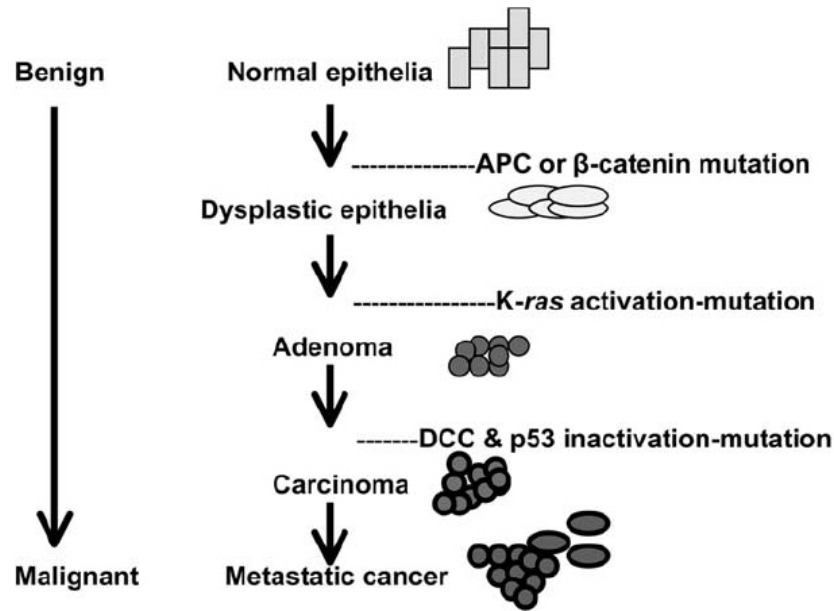 Benign Normal epithelia
APC or β-catenin mutation
Dysplastic epithelia
K-ras activation-mutation
Adenoma
DCC & p53 inactivation-mutation
Carcinoma
Malignant Metastatic cancer